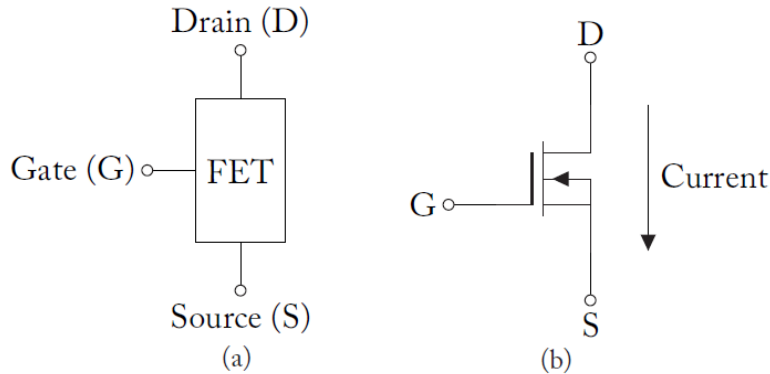 Drain (D)
Gate (G)
FET
Source (S)
(a)
D
G
Current
S
(b)